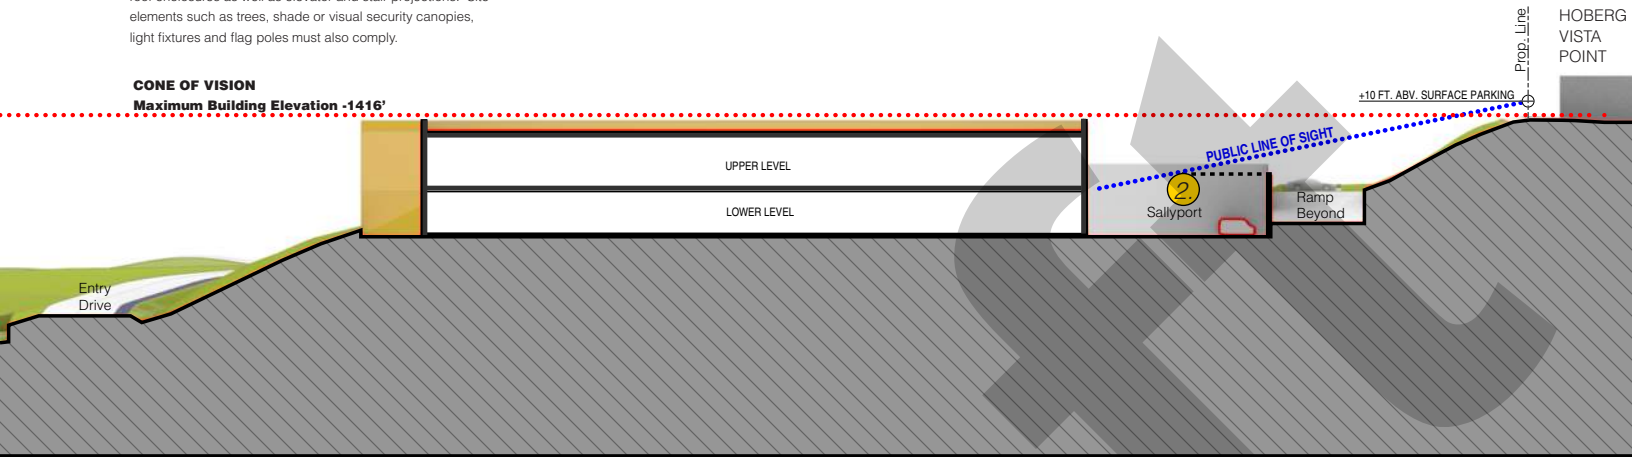 elements such as trees, shade or visual security canopies,
light fixtures and flag poles must also comply.
CONE OF VISION
Maximum Building Elevation -1416’
Prop. Line
HOBERG
VISTA
POINT
+10 FT. ABV. SURFACE PARKING
PUBLIC LINE OF SIGHT
UPPER LEVEL
LOWER LEVEL
2.
Sallyport
Ramp
Beyond
Entry
Drive
ft